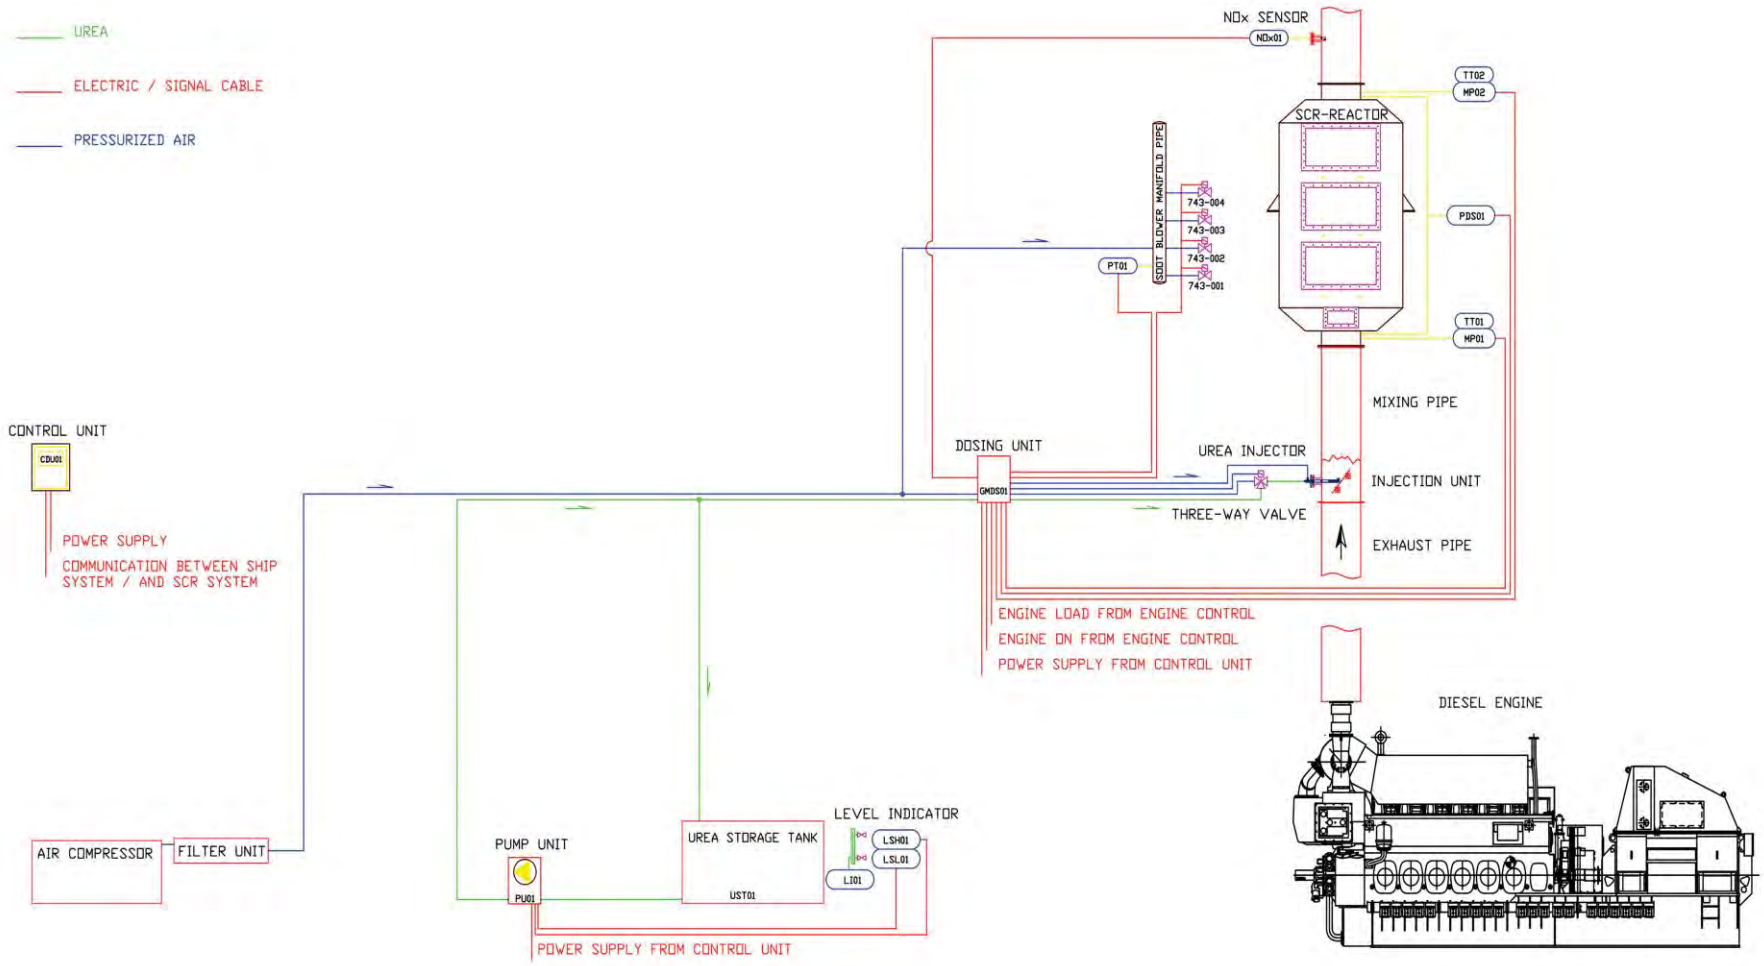 UREA
ELECTRIC / SIGNAL CABLE
PRESSURIZED AIR
NOx SENSOR
NOx01
TT02
MP02
SCR-REACTOR
SOOT BLOWER MANIFOLD PIPE
743-004
743-003
743-002
743-001
PT01
PDS01
TT01
MP01
MIXING PIPE
CONTROL UNIT
CDU01
POWER SUPPLY
COMMUNICATION BETWEEN SHIP
SYSTEM / AND SCR SYSTEM
DOSING UNIT
GMDS01
UREA INJECTOR
INJECTION UNIT
THREE-WAY VALVE
EXHAUST PIPE
ENGINE LOAD FROM ENGINE CONTROL
ENGINE ON FROM ENGINE CONTROL
POWER SUPPLY FROM CONTROL UNIT
DIESEL ENGINE
AIR COMPRESSOR
FILTER UNIT
PUMP UNIT
PU01
UREA STORAGE TANK
UST01
LEVEL INDICATOR
LSH01
LSL01
LI01
POWER SUPPLY FROM CONTROL UNIT